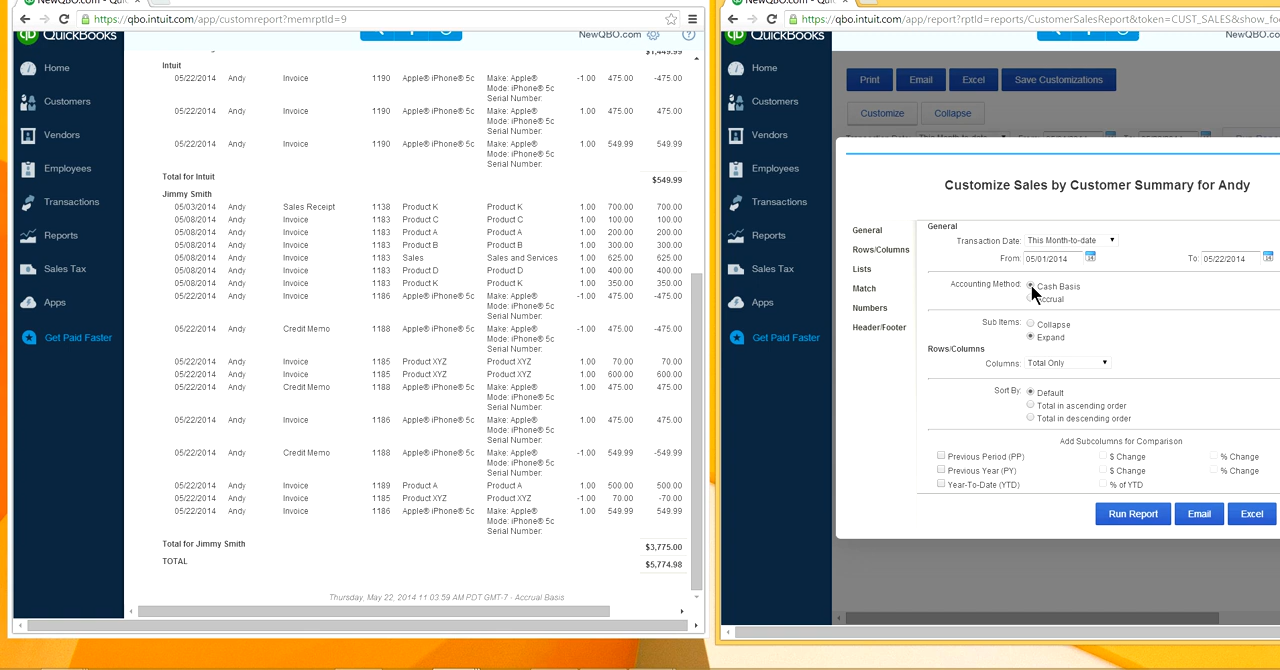 https://qbo.intuit.com/app/customreport?memrptId=9
QuickBooks
NewQBO.com
Home
Customers
Vendors
Employees
Transactions
Reports
Sales Tax
Apps
Get Paid Faster
$1,449.99
Intuit
05/22/2014 Andy Invoice 1190 Apple® iPhone® 5c Make: Apple® -1.00 475.00 -475.00
Mode: iPhone® 5c
Serial Number:
05/22/2014 Andy Invoice 1190 Apple® iPhone® 5c Make: Apple® 1.00 475.00 475.00
Mode: iPhone® 5c
Serial Number:
05/22/2014 Andy Invoice 1190 Apple® iPhone® 5c Make: Apple® 1.00 549.99 549.99
Mode: iPhone® 5c
Serial Number:
Total for Intuit $549.99
Jimmy Smith
05/03/2014 Andy Sales Receipt 1138 Product K Product K 1.00 700.00 700.00
05/08/2014 Andy Invoice 1183 Product C Product C 1.00 100.00 100.00
05/08/2014 Andy Invoice 1183 Product A Product A 1.00 200.00 200.00
05/08/2014 Andy Invoice 1183 Product B Product B 1.00 300.00 300.00
05/08/2014 Andy Invoice 1183 Sales Sales and Services 1.00 625.00 625.00
05/08/2014 Andy Invoice 1183 Product D Product D 1.00 400.00 400.00
05/08/2014 Andy Invoice 1183 Product K Product K 1.00 350.00 350.00
05/22/2014 Andy Invoice 1186 Apple® iPhone® 5c Make: Apple® -1.00 475.00 -475.00
Mode: iPhone® 5c
Serial Number:
05/22/2014 Andy Credit Memo 1188 Apple® iPhone® 5c Make: Apple® -1.00 475.00 -475.00
Mode: iPhone® 5c
Serial Number:
05/22/2014 Andy Invoice 1185 Product XYZ Product XYZ 1.00 70.00 70.00
05/22/2014 Andy Invoice 1185 Product XYZ Product XYZ 1.00 600.00 600.00
05/22/2014 Andy Credit Memo 1188 Apple® iPhone® 5c Make: Apple® 1.00 475.00 475.00
Mode: iPhone® 5c
Serial Number:
05/22/2014 Andy Invoice 1186 Apple® iPhone® 5c Make: Apple® 1.00 475.00 475.00
Mode: iPhone® 5c
Serial Number:
05/22/2014 Andy Credit Memo 1188 Apple® iPhone® 5c Make: Apple® -1.00 549.99 -549.99
Mode: iPhone® 5c
Serial Number:
05/22/2014 Andy Invoice 1189 Product A Product A 1.00 500.00 500.00
05/22/2014 Andy Invoice 1185 Product XYZ Product XYZ -1.00 70.00 -70.00
05/22/2014 Andy Invoice 1186 Apple® iPhone® 5c Make: Apple® 1.00 549.99 549.99
Mode: iPhone® 5c
Serial Number:
Total for Jimmy Smith $3,775.00
TOTAL $5,774.98
Thursday, May 22, 2014 11 03 59 AM PDT GMT-7 - Accrual Basis
https://qbo.intuit.com/app/report?rptId=reports/CustomerSalesReport&token=CUST_SALES&show_fo
QuickBooks
NewQBO.co
Home
Customers
Vendors
Employees
Transactions
Reports
Sales Tax
Apps
Get Paid Faster
Print Email Excel Save Customizations
Customize Collapse
Customize Sales by Customer Summary for Andy
General
Rows/Columns
Lists
Match
Numbers
Header/Footer
General
Transaction Date: This Month-to-date
From: 05/01/2014 To: 05/22/2014
Accounting Method: Cash Basis
Accrual
Sub Items: Collapse
Expand
Rows/Columns
Columns: Total Only
Sort By: Default
Total in ascending order
Total in descending order
Add Subcolumns for Comparison
Previous Period (PP) $ Change % Change
Previous Year (PY) $ Change % Change
Year-To-Date (YTD) % of YTD
Run Report Email Excel